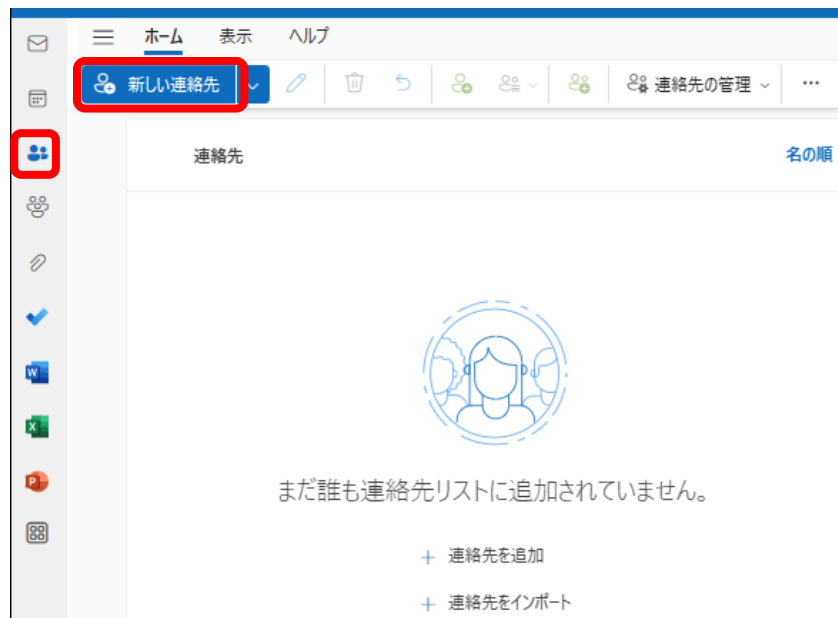 ホーム 表示 ヘルプ
新しい連絡先 連絡先の管理 ...
連絡先 名の順
まだ誰も連絡先リストに追加されていません。
W
+ 連絡先を追加
X
+ 連絡先をインポート
P